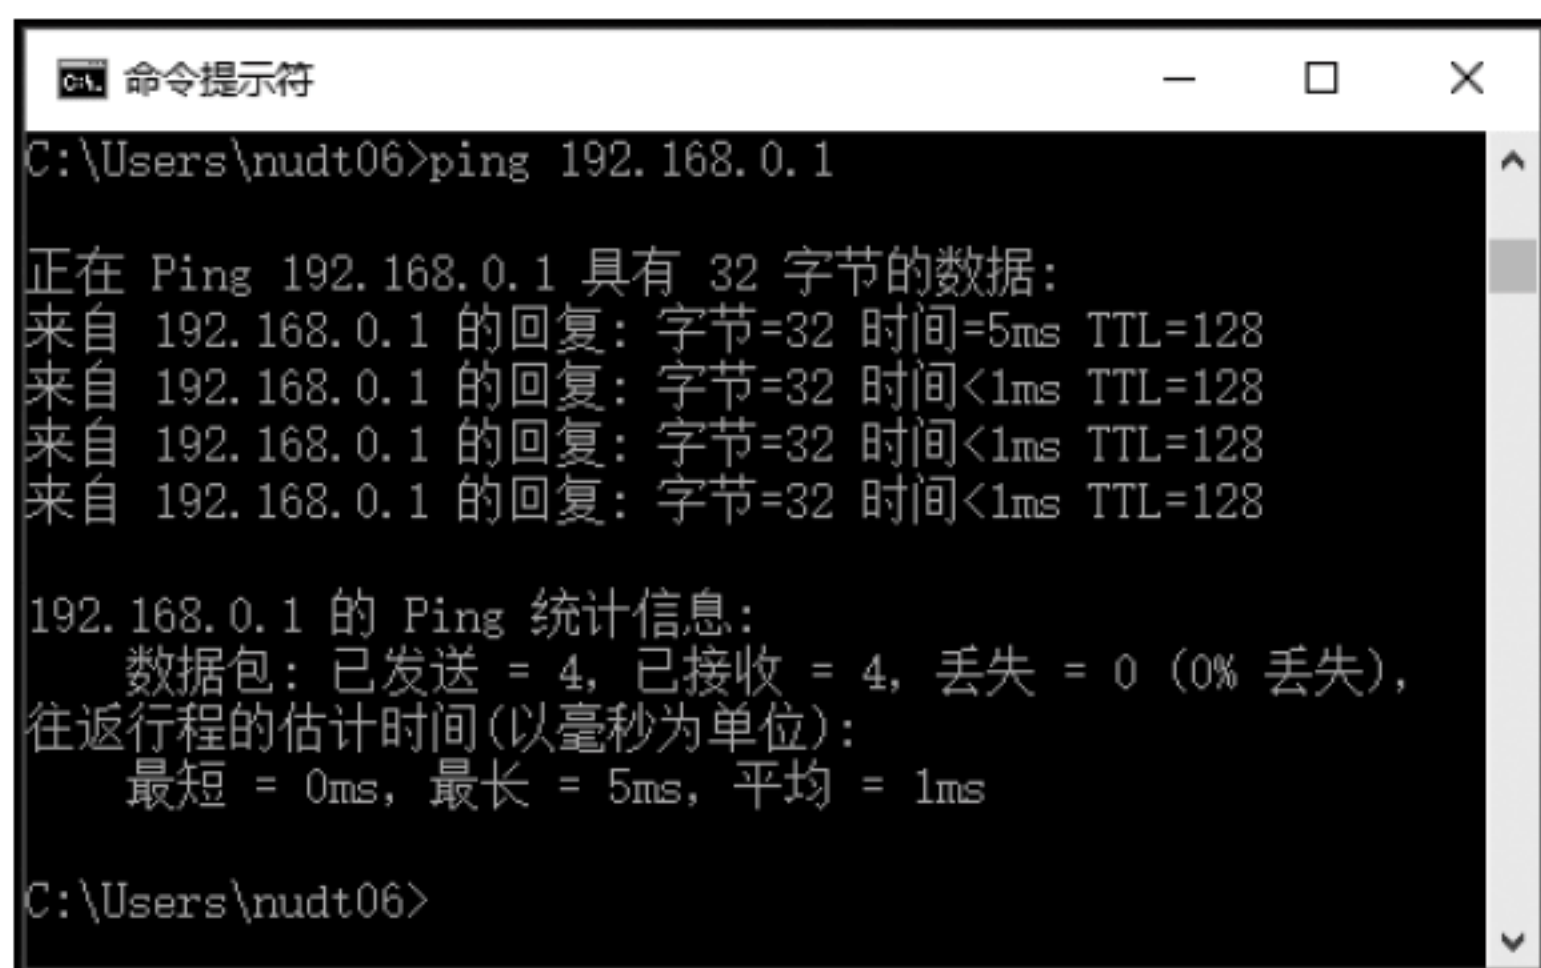 命令提示符
C:\Users\nudt06>ping 192.168.0.1
正在 Ping 192.168.0.1 具有 32 字节的数据:
来自 192.168.0.1 的回复: 字节=32 时间=5ms TTL=128
来自 192.168.0.1 的回复: 字节=32 时间<1ms TTL=128
来自 192.168.0.1 的回复: 字节=32 时间<1ms TTL=128
来自 192.168.0.1 的回复: 字节=32 时间<1ms TTL=128
192.168.0.1 的 Ping 统计信息:
数据包: 已发送 = 4, 已接收 = 4, 丢失 = 0 (0% 丢失),
往返行程的估计时间(以毫秒为单位):
最短 = 0ms, 最长 = 5ms, 平均 = 1ms
C:\Users\nudt06>